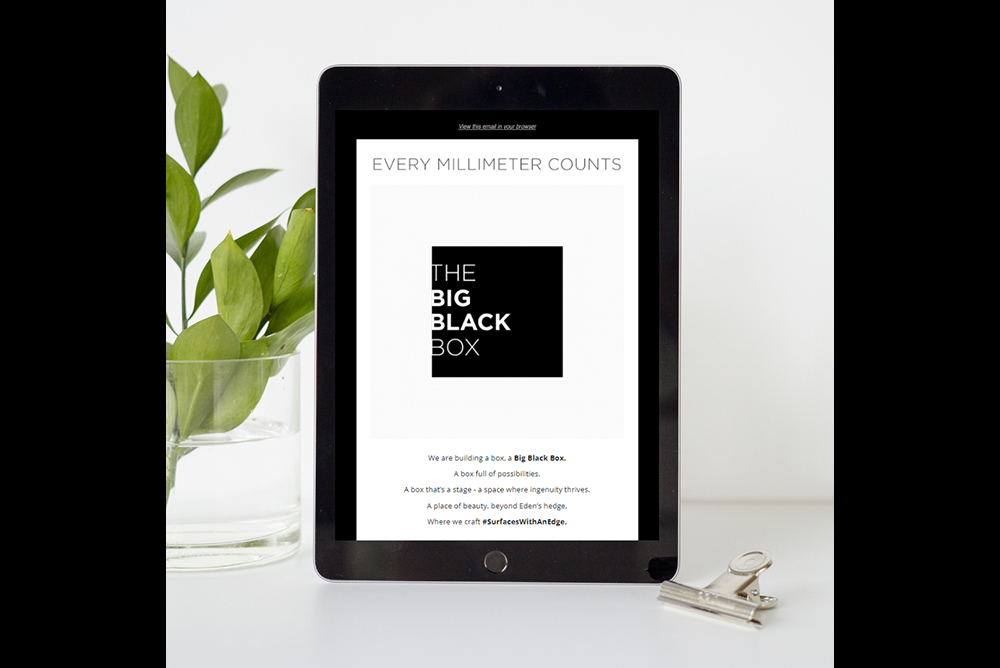 View this email in your browser
EVERY MILLIMETER COUNTS
THE
BIG
BLACK
BOX
We are building a box, a Big Black Box.
A box full of possibilities.
A box that's a stage - a space where ingenuity thrives.
A place of beauty, beyond Eden's hedge,
Where we craft #SurfacesWithAnEdge.